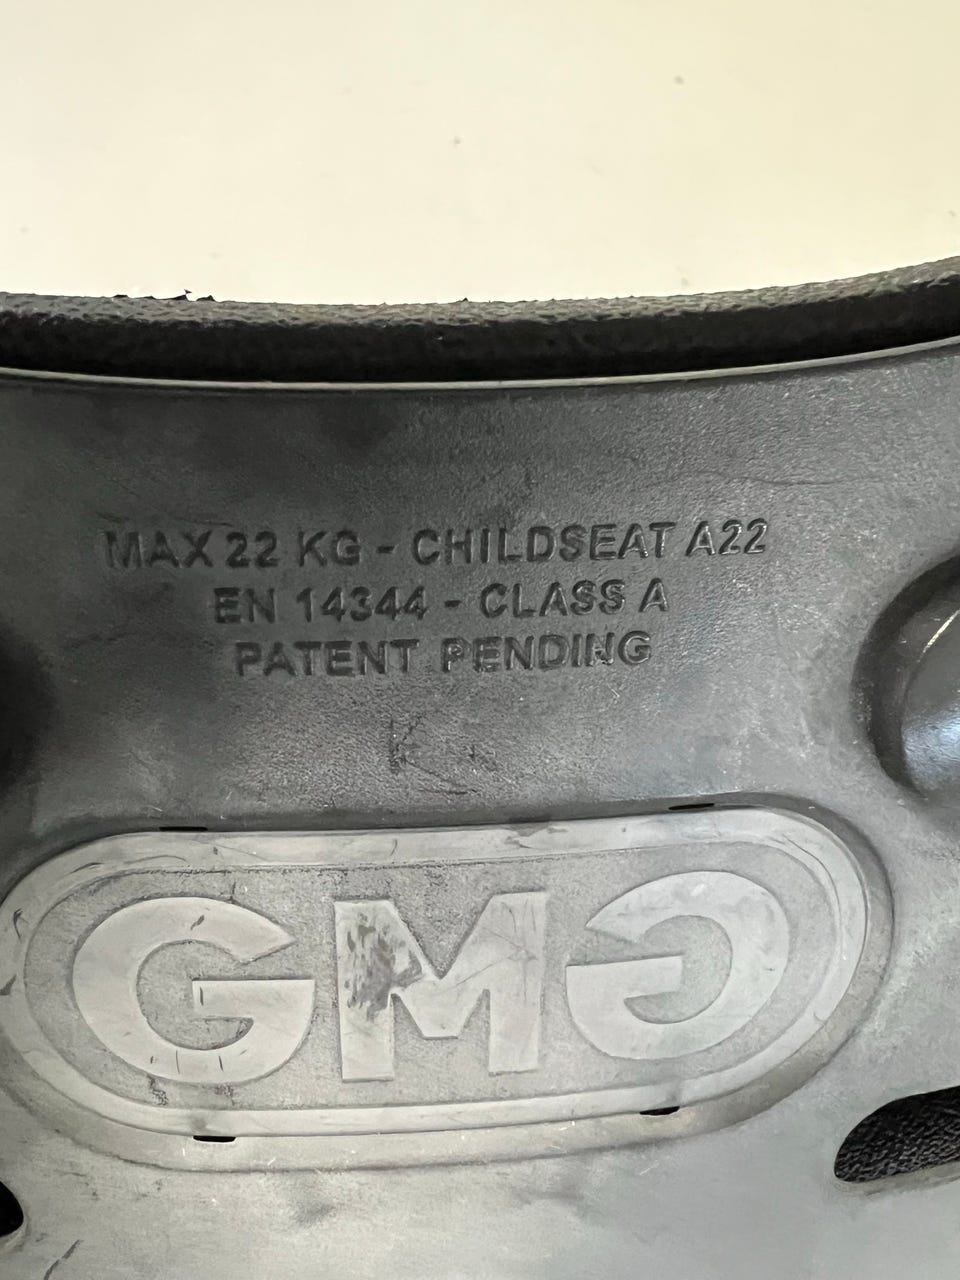 MAX 22 KG - CHILDSEAT A22
EN 14344 - CLASS A
PATENT PENDING
GMG